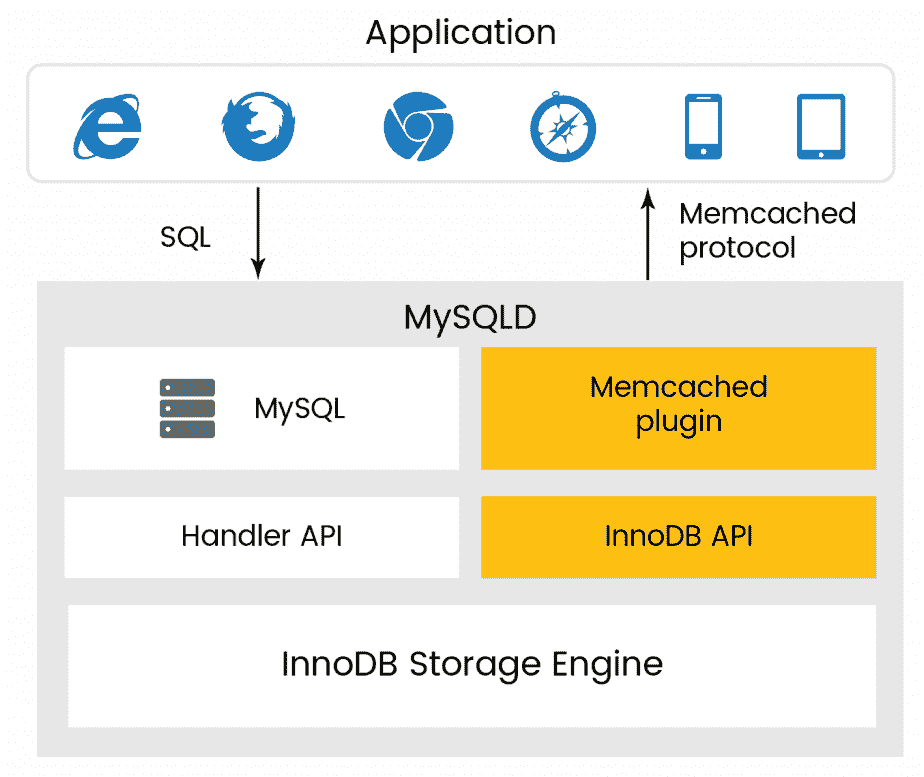 Application
SQL
Memcached
protocol
MySQLD
MySQL
Memcached
plugin
Handler API
InnoDB API
InnoDB Storage Engine